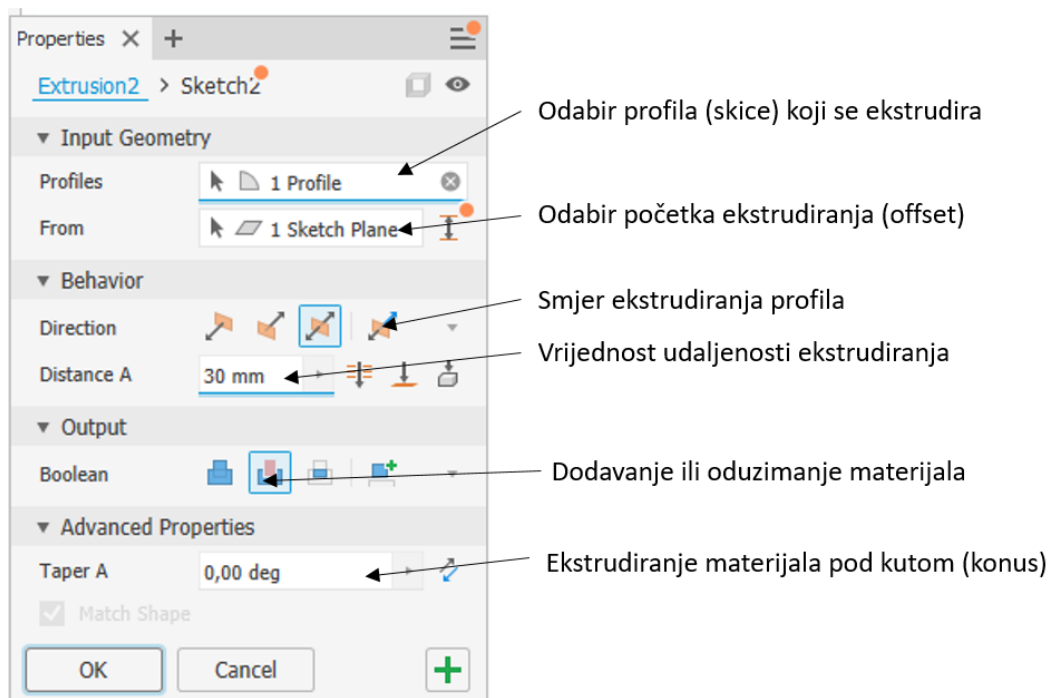 Properties
Extrusion2 > Sketch2
Input Geometry
Odabir profila (skice) koji se ekstrudira
Profiles 1 Profile
From 1 Sketch Plane
Odabir početka ekstrudiranja (offset)
Behavior
Smjer ekstrudiranja profila
Direction
Vrijednost udaljenosti ekstrudiranja
Distance A 30 mm
Output
Boolean
Dodavanje ili oduzimanje materijala
Advanced Properties
Taper A 0,00 deg
Ekstrudiranje materijala pod kutom (konus)
Match Shape
OK Cancel